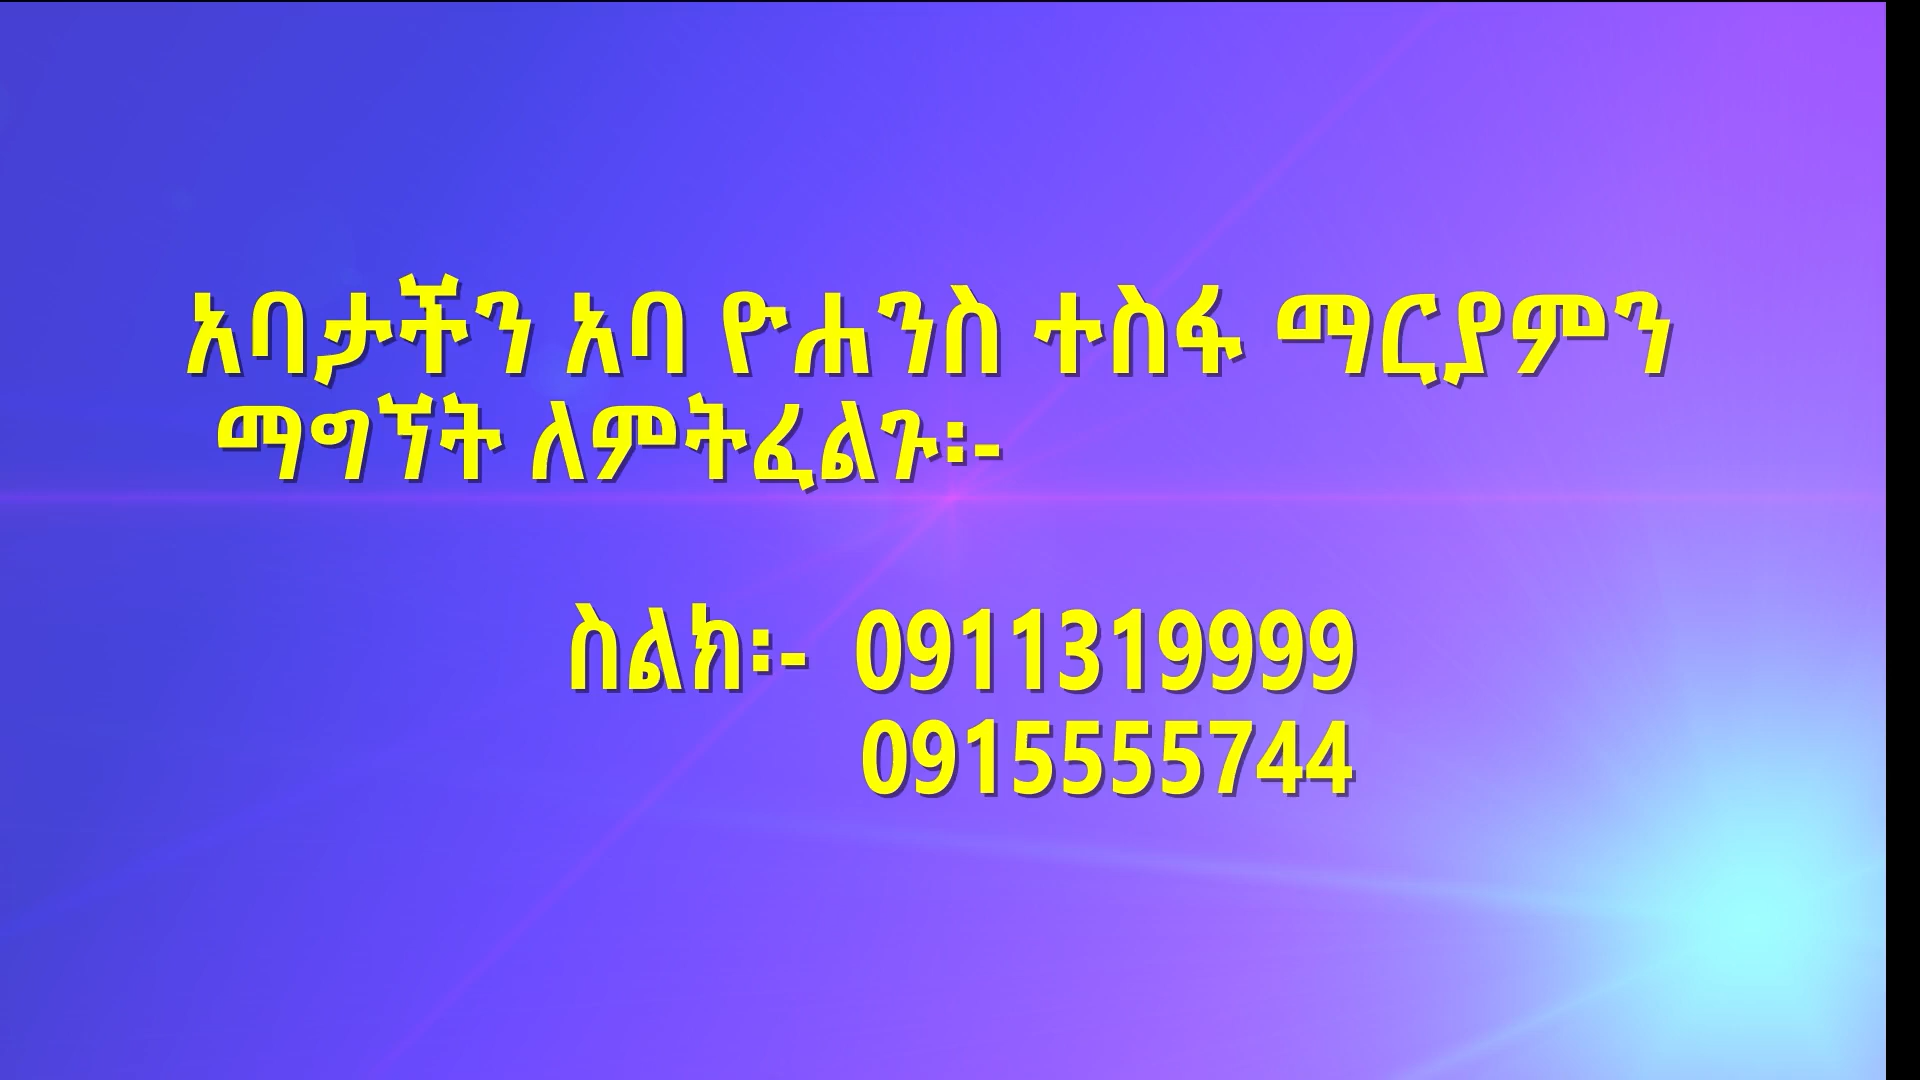 አባታችን አባ ዮሐንስ ተስፋ ማርያምን
ማግኘት ለምትፈልጉ፡-
ስልክ፡- 0911319999
0915555744